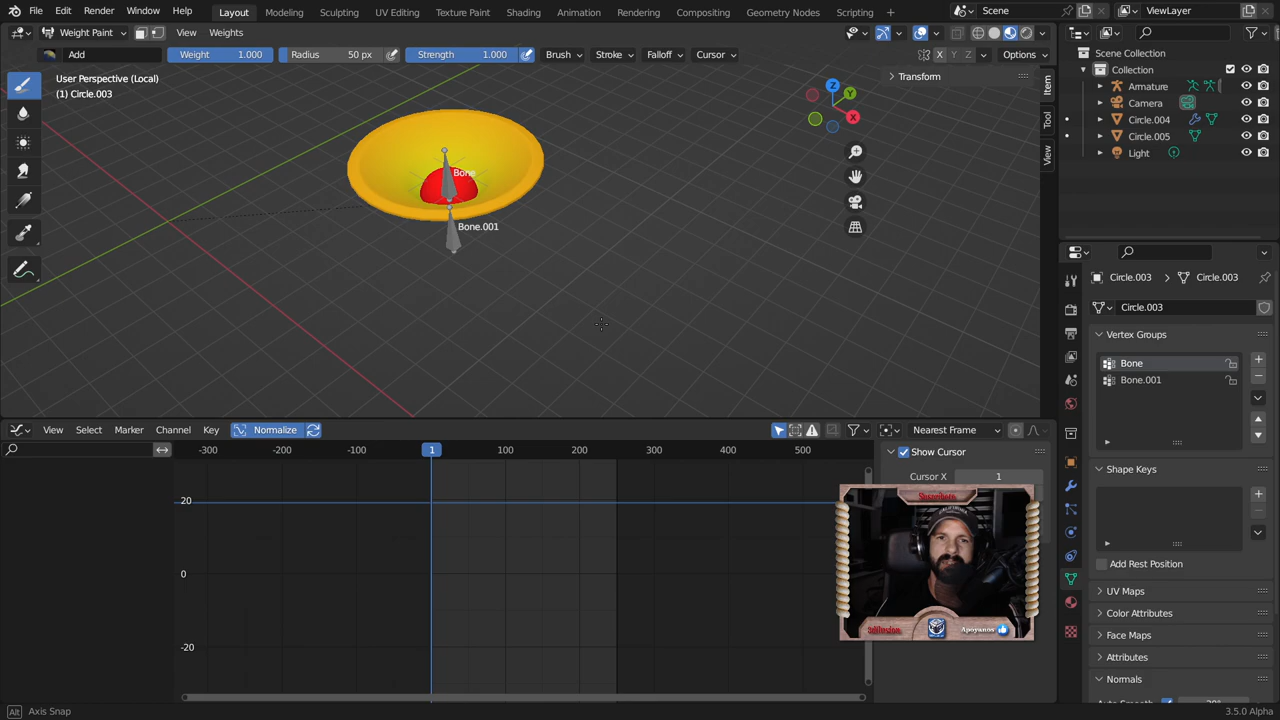 File Edit Render Window Help Layout Modeling Sculpting UV Editing Texture Paint Shading Animation Rendering Compositing Geometry Nodes Scripting Scene ViewLayer
Weight Paint View Weights
Add Weight 1.000 Radius 50 px Strength 1.000 Brush Stroke Falloff Cursor X Y Z Options
User Perspective (Local)
(1) Circle.003
Transform
Item
Tool
View
Z
Y
X
Bone
Bone.001
Scene Collection
Collection
Armature
Camera
Circle.004
Circle.005
Light
Circle.003 Circle.003
Circle.003
Vertex Groups
Bone
Bone.001
Shape Keys
Add Rest Position
UV Maps
Color Attributes
Face Maps
Attributes
Normals
View Select Marker Channel Key Normalize Nearest Frame
-300 -200 -100 1 100 200 300 400 500
20
0
-20
Show Cursor
Cursor X 1
Suscribete
3dilusion
Apoyanos
Alt Axis Snap
3.5.0 Alpha